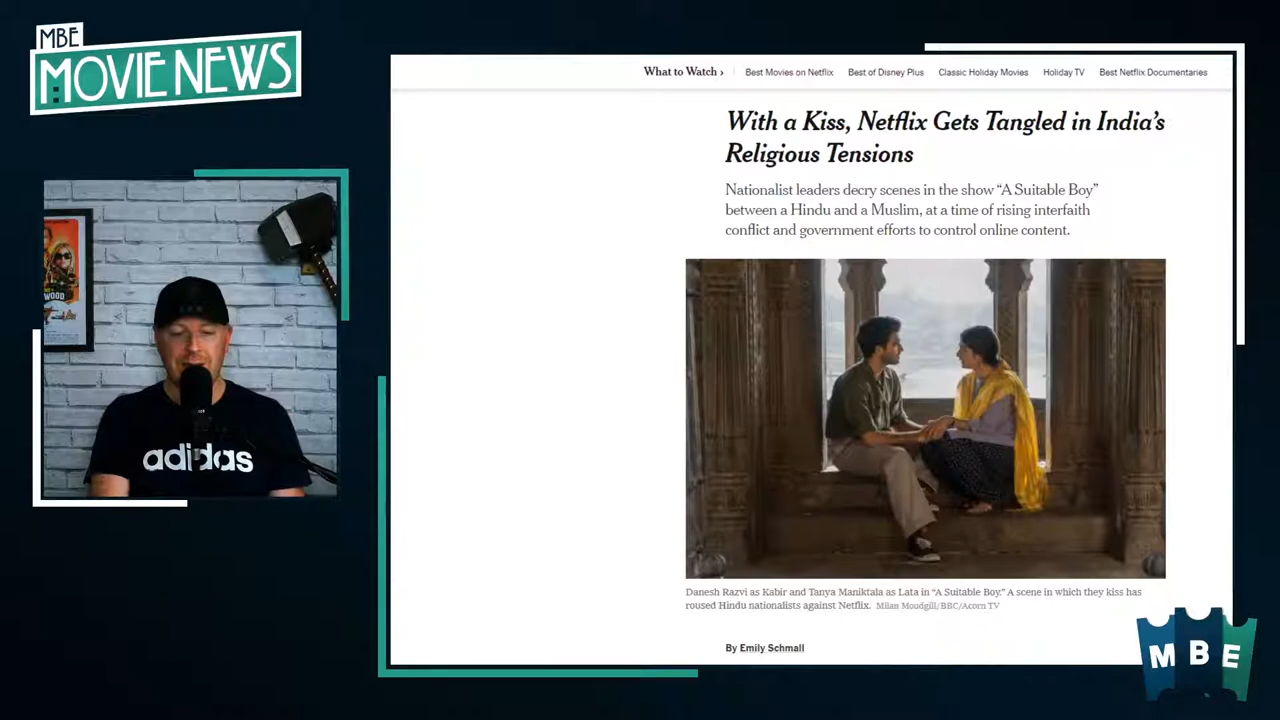 MBE
MOVIE NEWS
What to Watch ›
Best Movies on Netflix
Best of Disney Plus
Classic Holiday Movies
Holiday TV
Best Netflix Documentaries
With a Kiss, Netflix Gets Tangled in India’s
Religious Tensions
Nationalist leaders decry scenes in the show “A Suitable Boy”
between a Hindu and a Muslim, at a time of rising interfaith
conflict and government efforts to control online content.
WOOD
adidas
Danesh Razvi as Kabir and Tanya Maniktala as Lata in “A Suitable Boy.” A scene in which they kiss has
roused Hindu nationalists against Netflix. Milan Moudgill/BBC/Acorn TV
By Emily Schmall
MBE